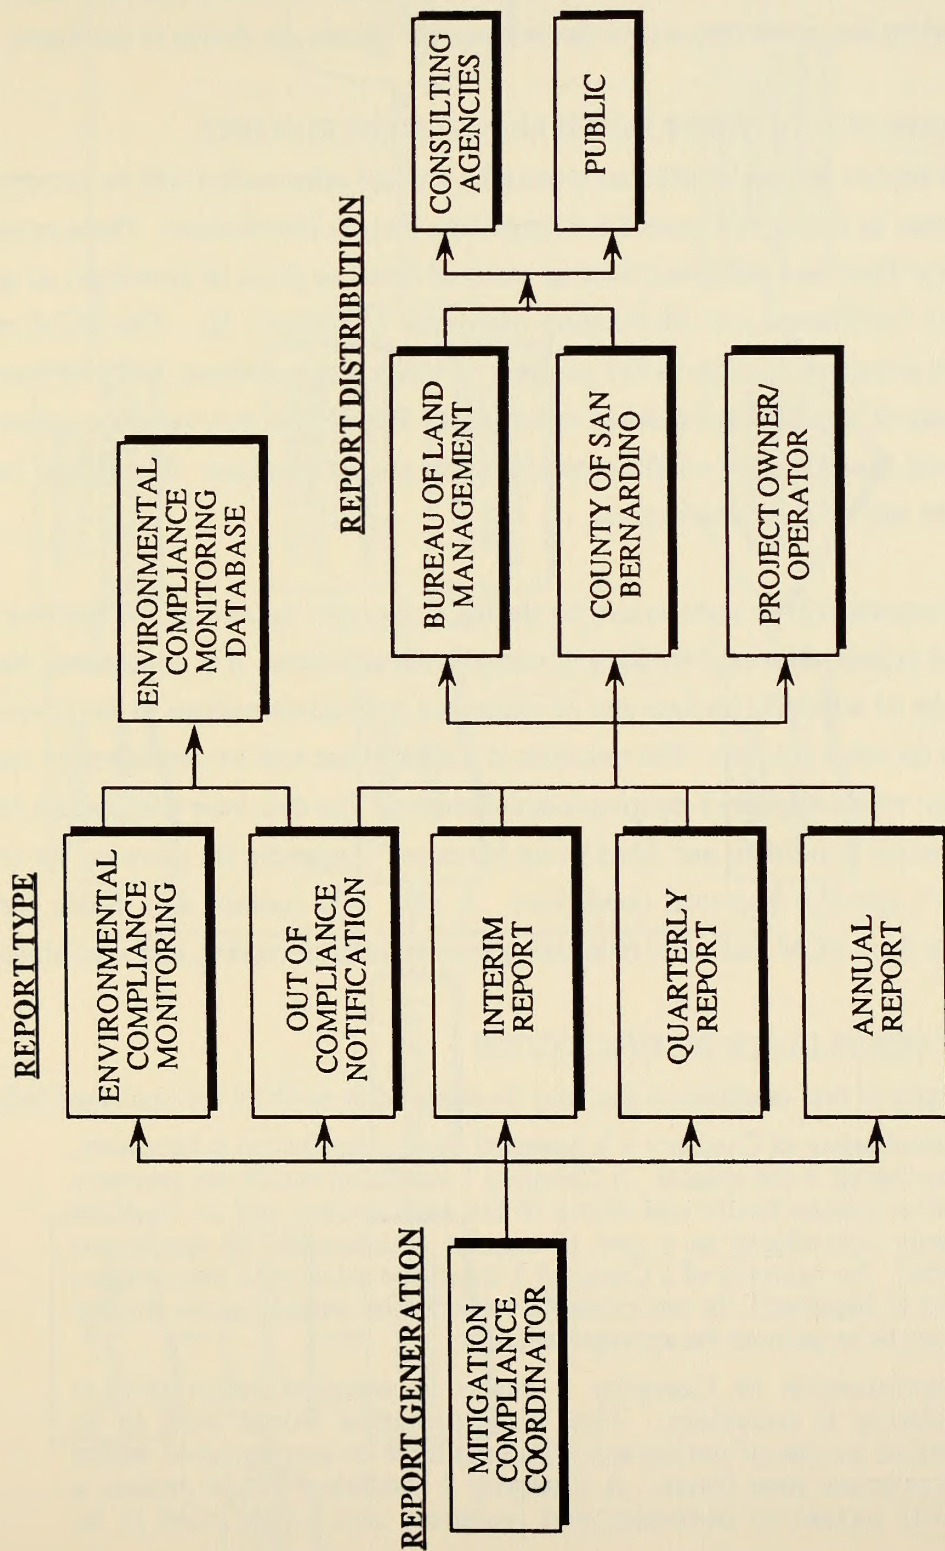 REPORT GENERATION
MITIGATION
COMPLIANCE
COORDINATOR
REPORT TYPE
ENVIRONMENTAL
COMPLIANCE
MONITORING
OUT OF
COMPLIANCE
NOTIFICATION
INTERIM
REPORT
QUARTERLY
REPORT
ANNUAL
REPORT
ENVIRONMENTAL
COMPLIANCE
MONITORING
DATABASE
REPORT DISTRIBUTION
BUREAU OF LAND
MANAGEMENT
COUNTY OF SAN
BERNARDINO
PROJECT OWNER/
OPERATOR
CONSULTING
AGENCIES
PUBLIC